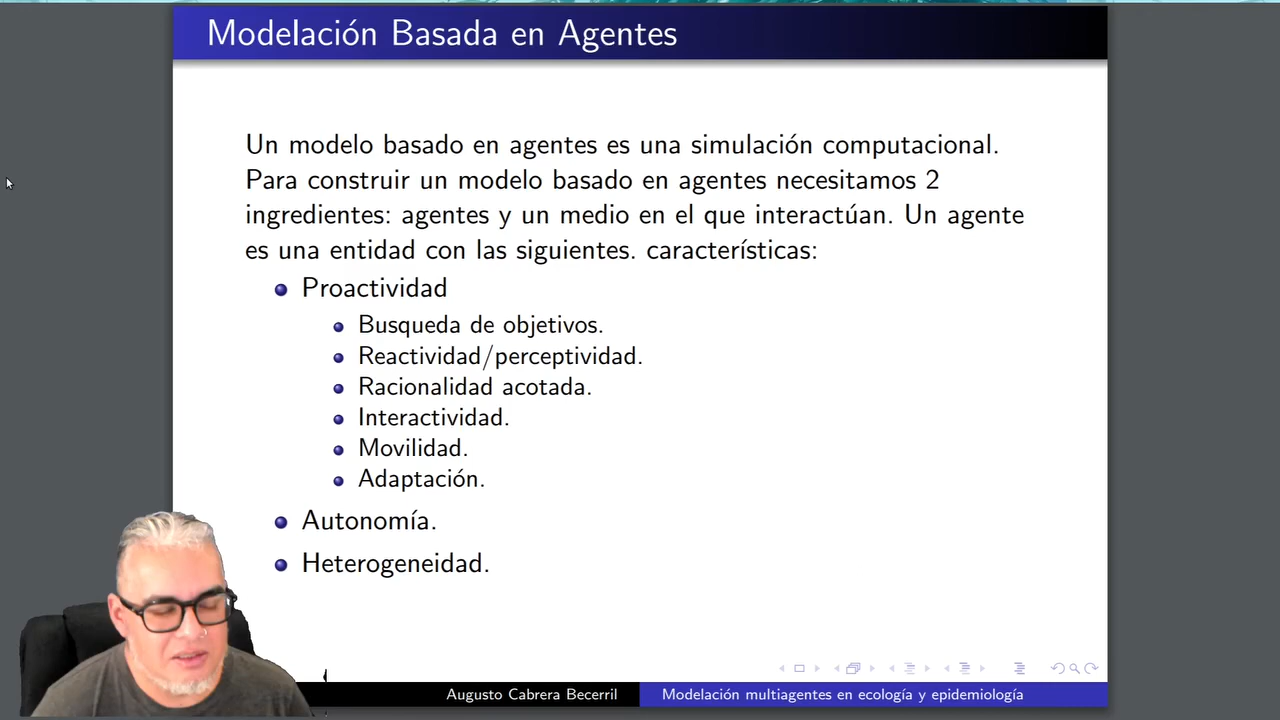 Modelación Basada en Agentes
Un modelo basado en agentes es una simulación computacional.
Para construir un modelo basado en agentes necesitamos 2
ingredientes: agentes y un medio en el que interactúan. Un agente
es una entidad con las siguientes. características:
Proactividad
Busqueda de objetivos.
Reactividad/perceptividad.
Racionalidad acotada.
Interactividad.
Movilidad.
Adaptación.
Autonomía.
Heterogeneidad.
Augusto Cabrera Becerril
Modelación multiagentes en ecología y epidemiología